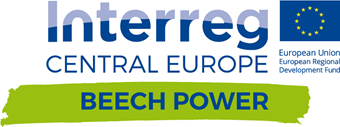 Interreg
CENTRAL EUROPE
European Union
European Regional
Development Fund
BEECH POWER